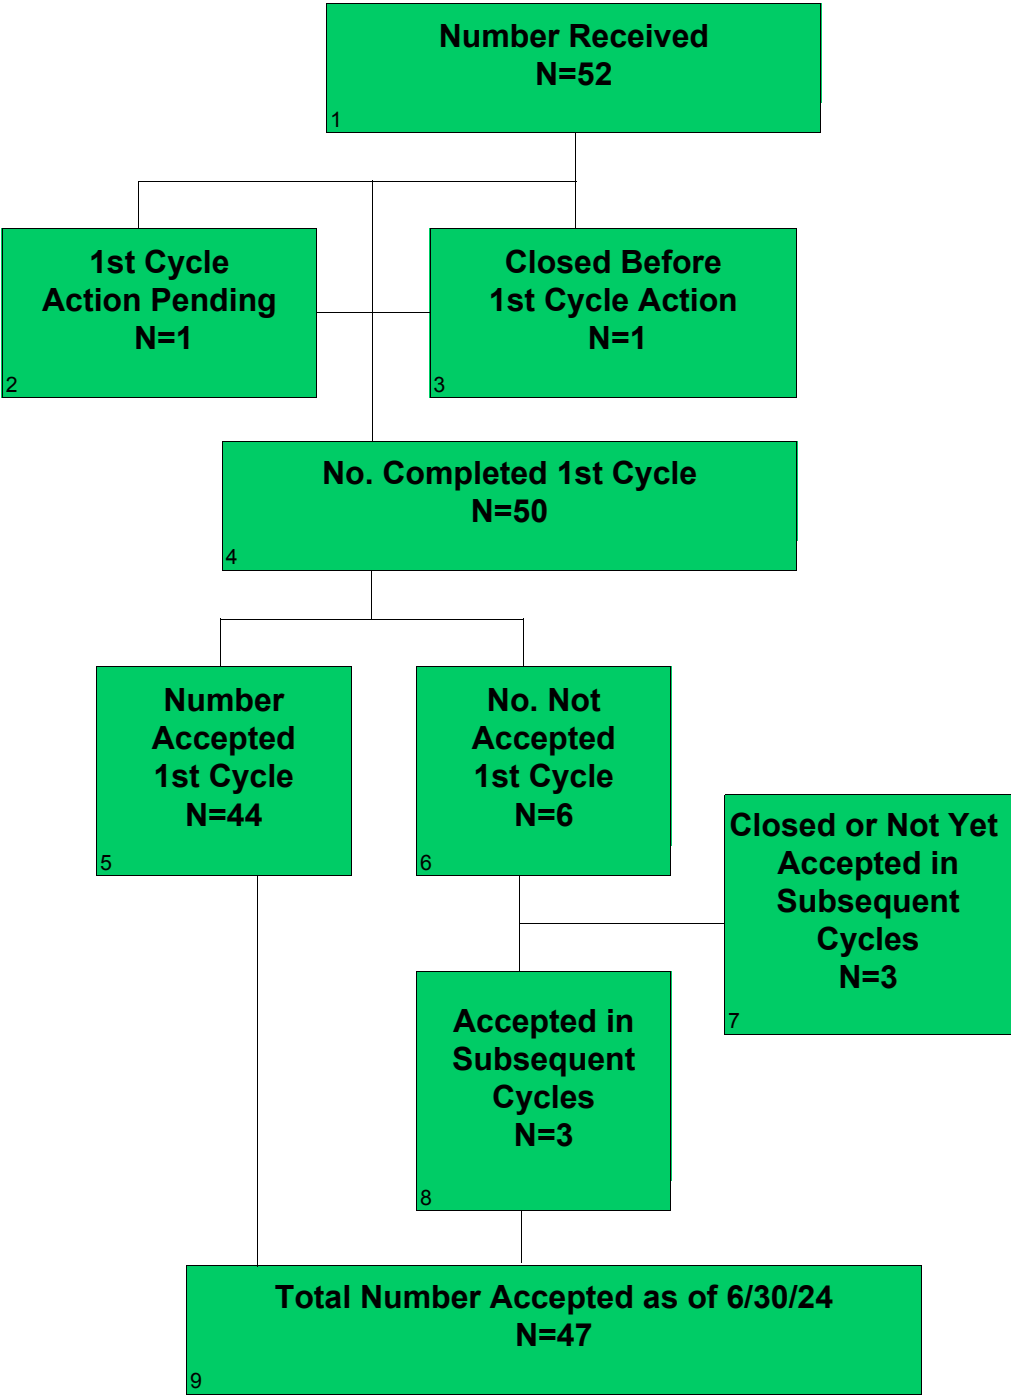 Number Received
N=52
1
1st Cycle
Action Pending
N=1
2
Closed Before
1st Cycle Action
N=1
3
No. Completed 1st Cycle
N=50
4
Number
Accepted
1st Cycle
N=44
5
No. Not
Accepted
1st Cycle
N=6
6
Closed or Not Yet
Accepted in
Subsequent
Cycles
N=3
7
Accepted in
Subsequent
Cycles
N=3
8
Total Number Accepted as of 6/30/24
N=47
9